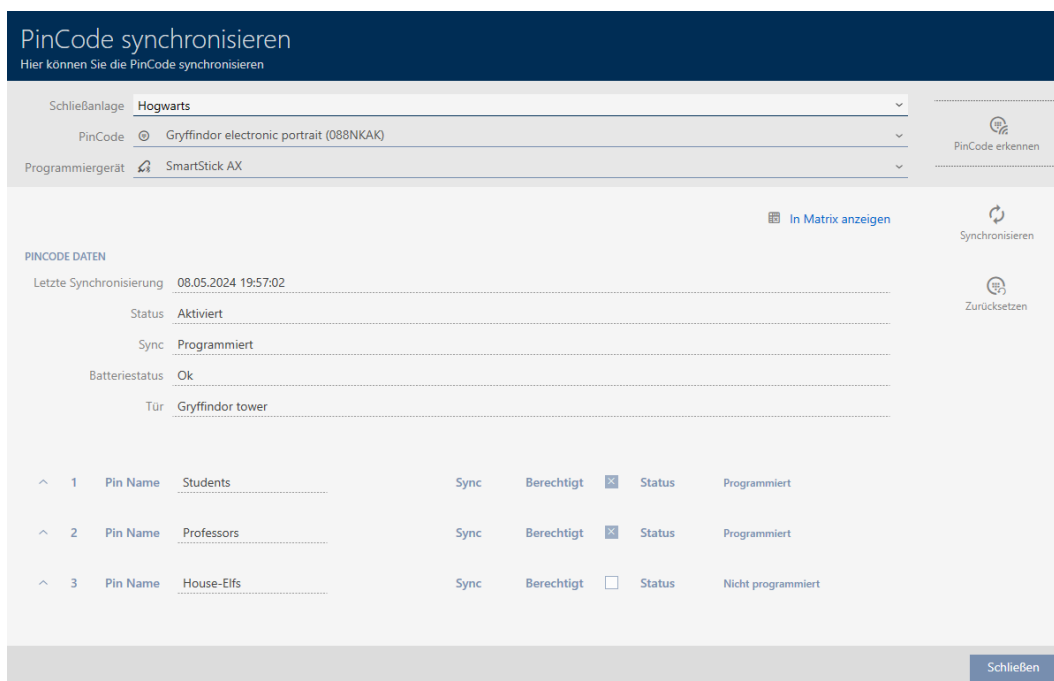 PinCode synchronisieren
Hier können Sie die PinCode synchronisieren
Schließanlage Hogwarts
PinCode Gryffindor electronic portrait (088NKAK)
Programmiergerät SmartStick AX
PinCode erkennen
In Matrix anzeigen
Synchronisieren
Zurücksetzen
PINCODE DATEN
Letzte Synchronisierung 08.05.2024 19:57:02
Status Aktiviert
Sync Programmiert
Batteriestatus Ok
Tür Gryffindor tower
1 Pin Name Students Sync Berechtigt Status Programmiert
2 Pin Name Professors Sync Berechtigt Status Programmiert
3 Pin Name House-Elfs Sync Berechtigt Status Nicht programmiert
Schließen